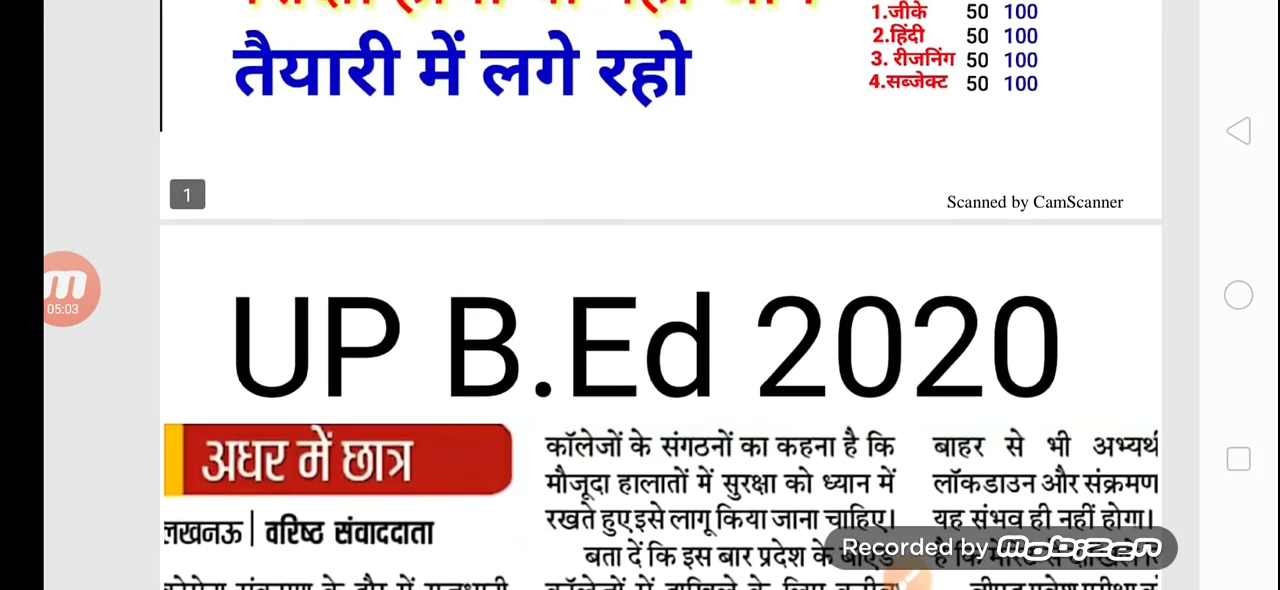 तैयारी में लगे रहो
1.जीके 50 100
2.हिंदी 50 100
3. रीजनिंग 50 100
4.सब्जेक्ट 50 100
1
Scanned by CamScanner
05:03
UP B.Ed 2020
अधर में छात्र
लखनऊ | वरिष्ठ संवाददाता
कॉलेजों के संगठनों का कहना है कि
मौजूदा हालातों में सुरक्षा को ध्यान में
रखते हुए इसे लागू किया जाना चाहिए।
बता दें कि इस बार प्रदेश के बीएड
बाहर से भी अभ्यर्थ
लॉकडाउन और संक्रमण
यह संभव ही नहीं होगा।
Recorded by mobizen